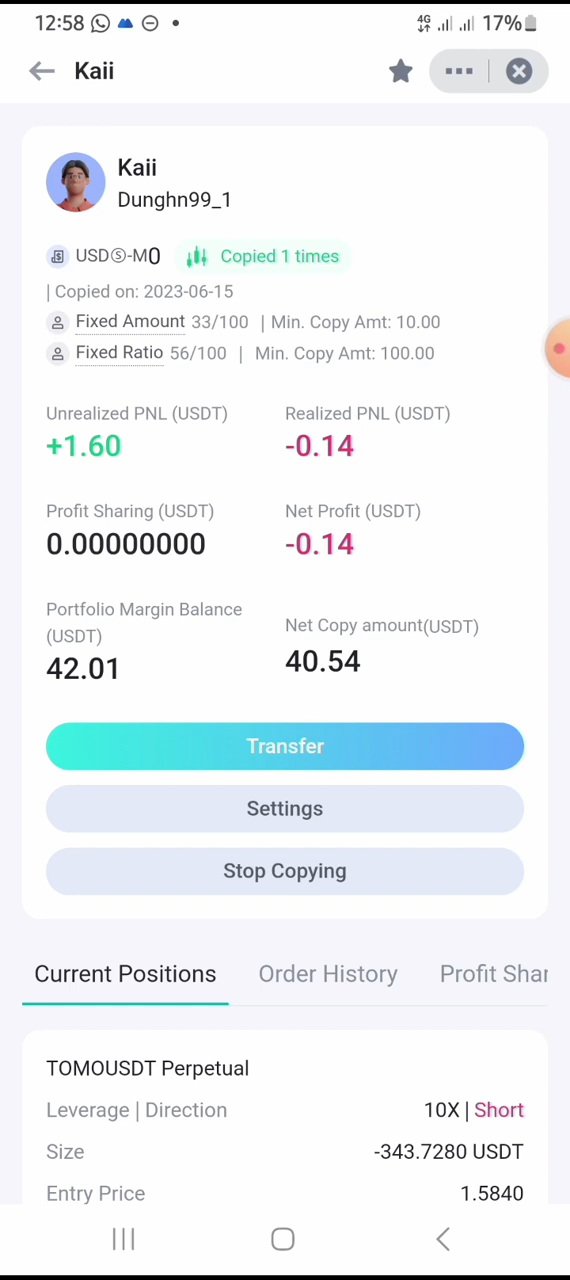 12:58 4G 17%
Kaii
Kaii
Dunghn99_1
USDⓈ-M0 Copied 1 times
| Copied on: 2023-06-15
Fixed Amount 33/100 | Min. Copy Amt: 10.00
Fixed Ratio 56/100 | Min. Copy Amt: 100.00
Unrealized PNL (USDT) Realized PNL (USDT)
+1.60 -0.14
Profit Sharing (USDT) Net Profit (USDT)
0.00000000 -0.14
Portfolio Margin Balance
(USDT) Net Copy amount(USDT)
42.01 40.54
Transfer
Settings
Stop Copying
Current Positions Order History Profit Shar
TOMOUSDT Perpetual
Leverage | Direction 10X | Short
Size -343.7280 USDT
Entry Price 1.5840